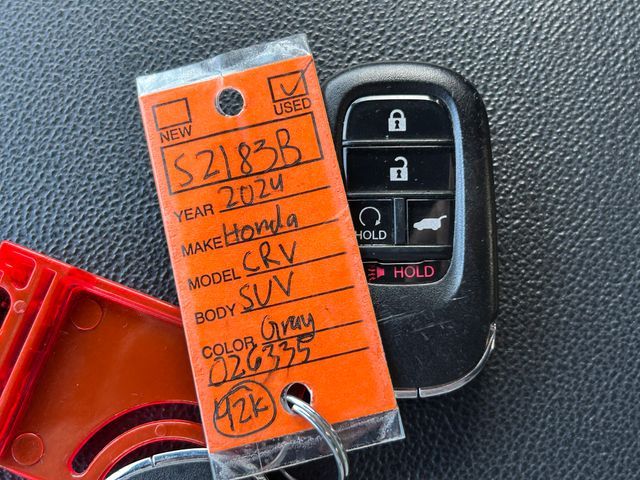 NEW
USED
S2183B
YEAR 2024
MAKE Honda
MODEL CRV
BODY SUV
COLOR Gray
026335
42K
HOLD
HOLD